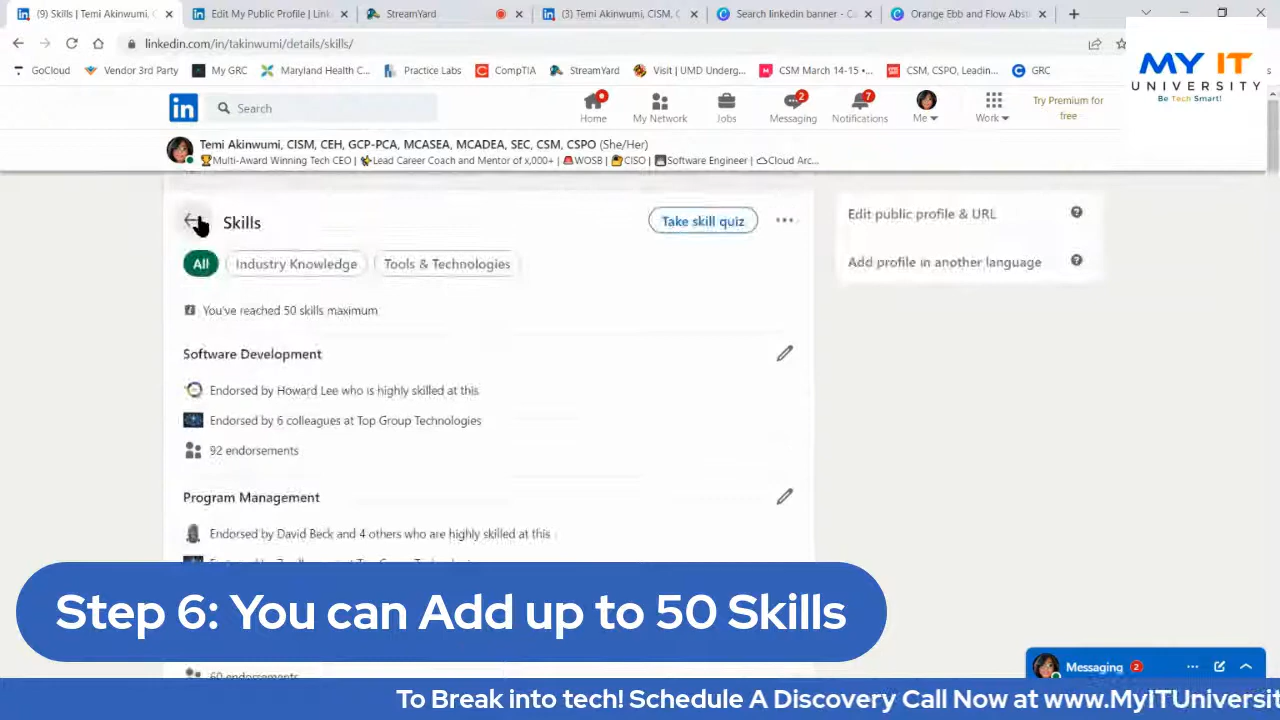 (9) Skills | Temi Akinwumi, CISM, C
Edit My Public Profile | Link
StreamYard
(3) Temi Akinwumi, CISM, C
Search linkedin banner - Ca
Orange Ebb and Flow Abst
linkedin.com/in/takinwumi/details/skills/
GoCloud
Vendor 3rd Party
My GRC
Maryland Health C...
Practice Labs
CompTIA
StreamYard
Visit | UMD Underg...
CSM March 14-15 •...
CSM, CSPO, Leadin...
GRC
MY IT
UNIVERSITY
Be Tech Smart!
in
Search
Home
My Network
Jobs
2
Messaging
7
Notifications
Me
Work
Try Premium for
free
Temi Akinwumi, CISM, CEH, GCP-PCA, MCASEA, MCADEA, SEC, CSM, CSPO (She/Her)
🏆Multi-Award Winning Tech CEO | Lead Career Coach and Mentor of x,000+ | WOSB | CISO | Software Engineer | Cloud Arc...
Skills
Take skill quiz
All
Industry Knowledge
Tools & Technologies
You've reached 50 skills maximum
Software Development
Endorsed by Howard Lee who is highly skilled at this
Endorsed by 6 colleagues at Top Group Technologies
92 endorsements
Program Management
Endorsed by David Beck and 4 others who are highly skilled at this
60 endorsements
Edit public profile & URL
Add profile in another language
Step 6: You can Add up to 50 Skills
Messaging 2
To Break into tech! Schedule A Discovery Call Now at www.MyITUniversit